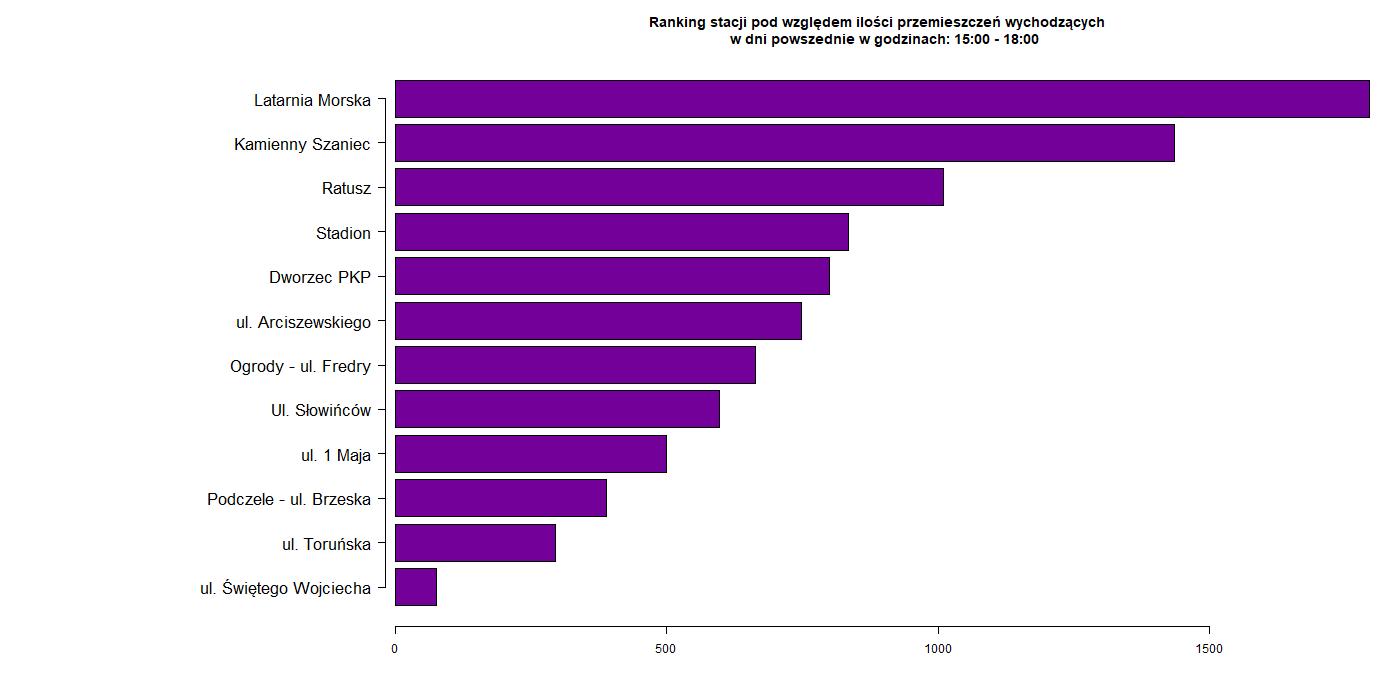 Ranking stacji pod względem ilości przemieszczeń wychodzących
w dni powszednie w godzinach: 15:00 - 18:00
Latarnia Morska
Kamienny Szaniec
Ratusz
Stadion
Dworzec PKP
ul. Arciszewskiego
Ogrody - ul. Fredry
Ul. Słowińców
ul. 1 Maja
Podczele - ul. Brzeska
ul. Toruńska
ul. Świętego Wojciecha
0 500 1000 1500